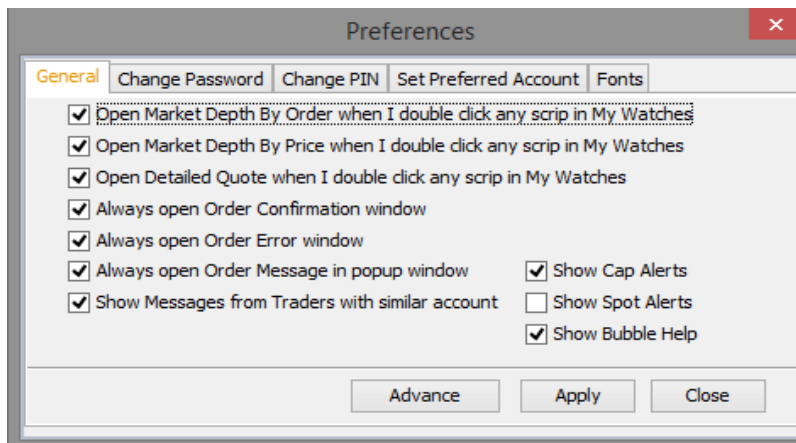 Preferences
General Change Password Change PIN Set Preferred Account Fonts
Open Market Depth By Order when I double click any scrip in My Watches
Open Market Depth By Price when I double click any scrip in My Watches
Open Detailed Quote when I double click any scrip in My Watches
Always open Order Confirmation window
Always open Order Error window
Always open Order Message in popup window Show Cap Alerts
Show Messages from Traders with similar account Show Spot Alerts
Show Bubble Help
Advance Apply Close